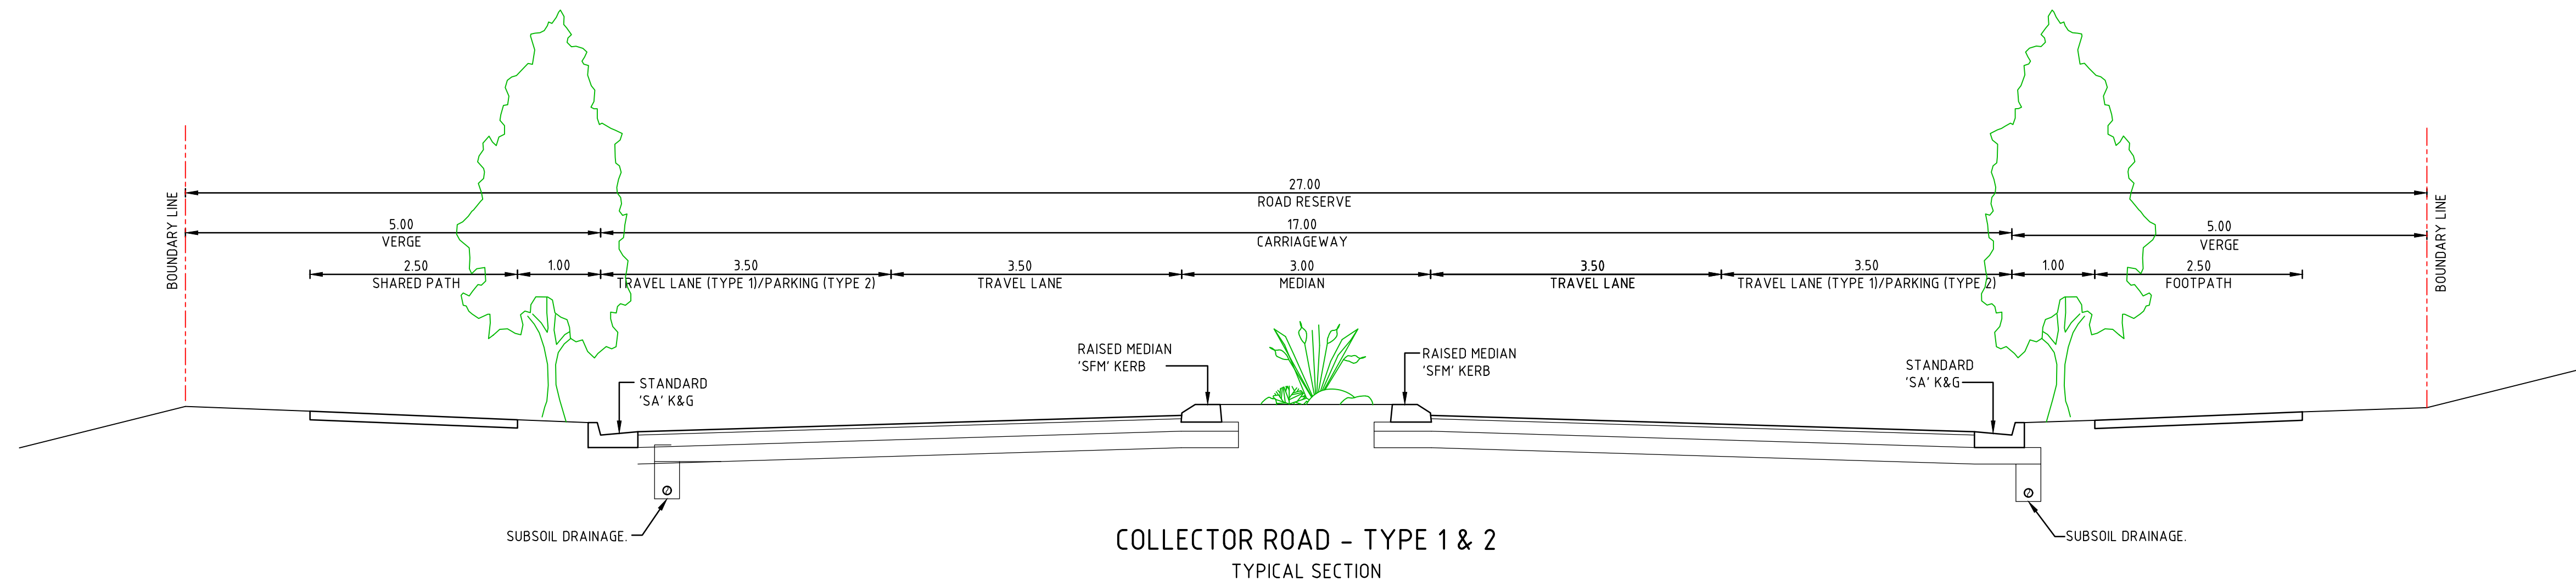 27.00
ROAD RESERVE
BOUNDARY LINE
BOUNDARY LINE
5.00
VERGE
17.00
CARRIAGEWAY
5.00
VERGE
2.50
SHARED PATH
1.00
3.50
TRAVEL LANE (TYPE 1)/PARKING (TYPE 2)
3.50
TRAVEL LANE
3.00
MEDIAN
3.50
TRAVEL LANE
3.50
TRAVEL LANE (TYPE 1)/PARKING (TYPE 2)
1.00
2.50
FOOTPATH
RAISED MEDIAN
'SFM' KERB
RAISED MEDIAN
'SFM' KERB
STANDARD
'SA' K&G
STANDARD
'SA' K&G
SUBSOIL DRAINAGE.
SUBSOIL DRAINAGE.
COLLECTOR ROAD - TYPE 1 & 2
TYPICAL SECTION